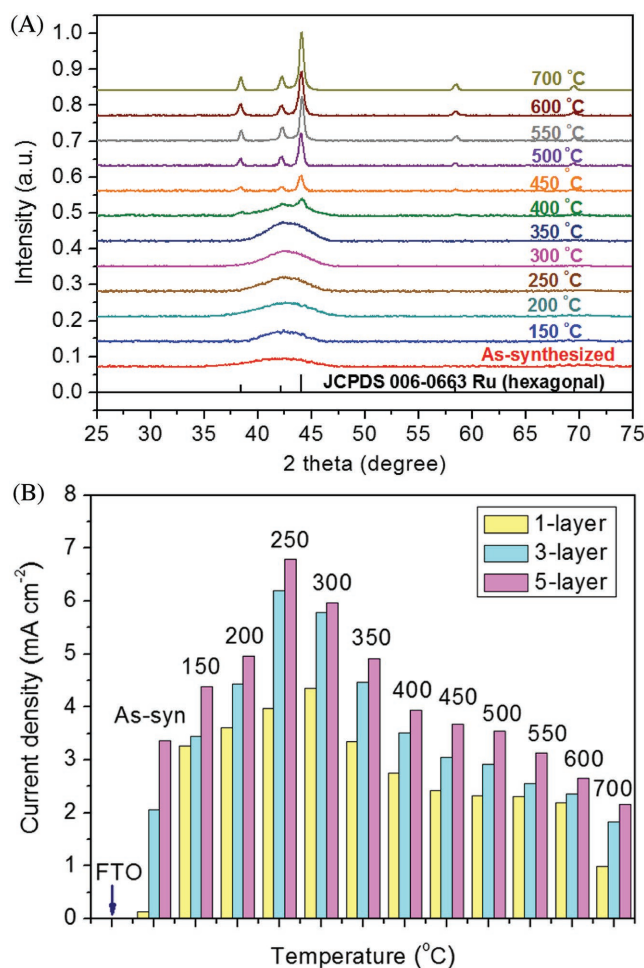 (A)
1.0
0.9
0.8
0.7
0.6
0.5
0.4
0.3
0.2
0.1
0.0
Intensity (a.u.)
700 °C
600 °C
550 °C
500 °C
450 °C
400 °C
350 °C
300 °C
250 °C
200 °C
150 °C
As-synthesized
JCPDS 006-0663 Ru (hexagonal)
25 30 35 40 45 50 55 60 65 70 75
2 theta (degree)
(B)
8
7
6
5
4
3
2
1
0
Current density (mA cm⁻²)
1-layer
3-layer
5-layer
FTO
As-syn
150
200
250
300
350
400
450
500
550
600
700
Temperature (°C)